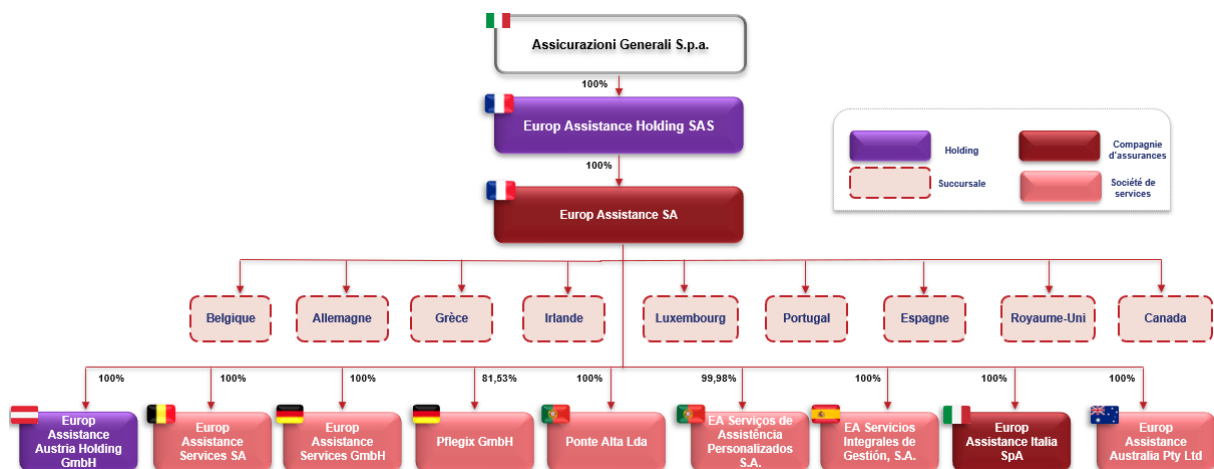 Assicurazioni Generali S.p.a.
100%
Europ Assistance Holding SAS
100%
Europ Assistance SA
Holding
Compagnie
d'assurances
Succursale
Société de
services
Belgique
Allemagne
Grèce
Irlande
Luxembourg
Portugal
Espagne
Royaume-Uni
Canada
100%
100%
100%
81,53%
100%
99,98%
100%
100%
100%
Europ
Assistance
Austria Holding
GmbH
Europ
Assistance
Services SA
Europ
Assistance
Services GmbH
Pflegix GmbH
Ponte Alta Lda
EA Serviços de
Assistência
Personalizados
S.A.
EA Servicios
Integrales de
Gestión, S.A.
Europ
Assistance Italia
SpA
Europ
Assistance
Australia Pty Ltd